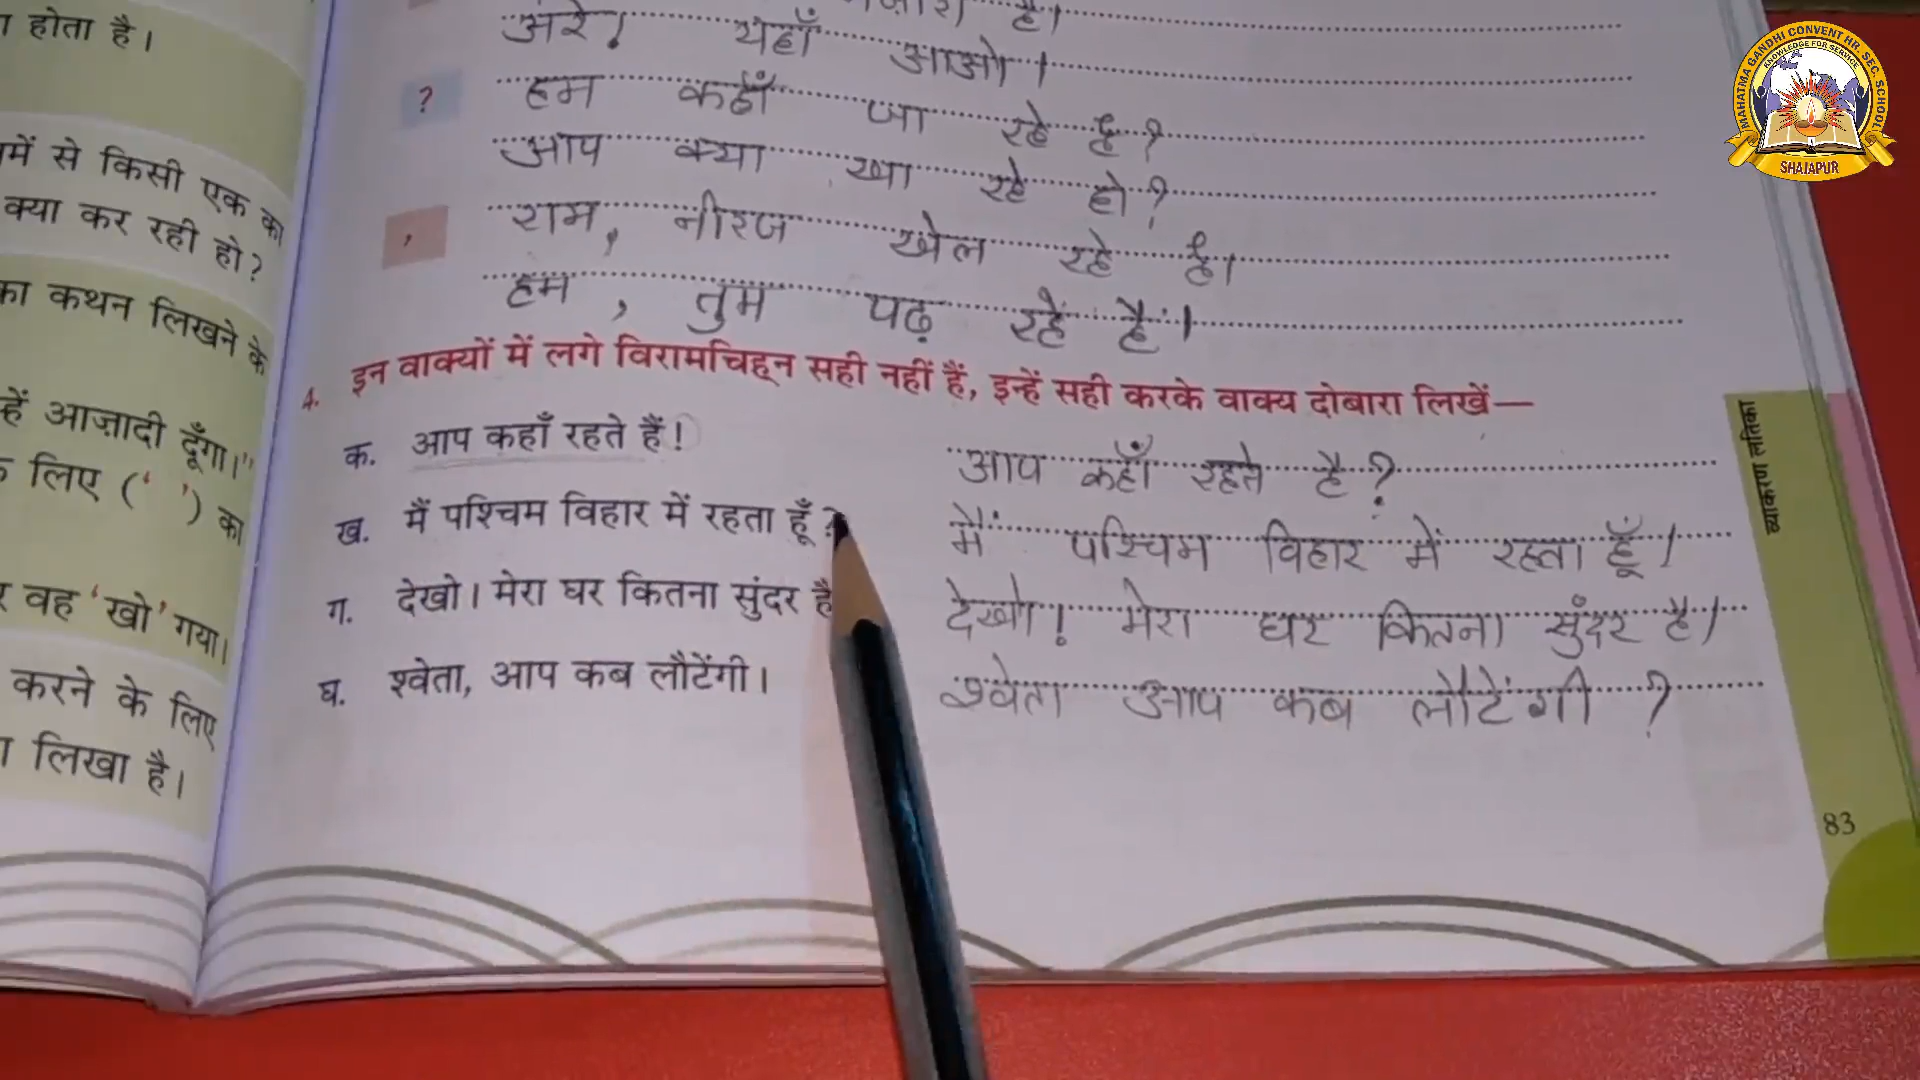 ा होता है।
में से किसी एक का
क्या कर रही हो?
का कथन लिखने के
हें आज़ादी दूँगा।"
लिए (' ') का
वह 'खो' गया।
करने के लिए
लिखा है।
है।
अरे! यहाँ आओ।
? हम कहाँ जा रहे है?
आप क्या खा रहे हो?
, राम, नीरज खेल रहे है।
हम , तुम पढ़ रहें हैं।
4. इन वाक्यों में लगे विरामचिह्न सही नहीं हैं, इन्हें सही करके वाक्य दोबारा लिखें—
क. आप कहाँ रहते हैं! आप कहाँ रहते है?
ख. मैं पश्चिम विहार में रहता हूँ ? मैं पश्चिम विहार में रहता हूँ।
ग. देखो। मेरा घर कितना सुंदर है देखो! मेरा घर कितना सुंदर है।
घ. श्वेता, आप कब लौटेंगी। श्वेता आप कब लौटेंगी ?
व्याकरण लतिका
83
MAHATMA GANDHI CONVENT HR. SEC. SCHOOL
KNOWLEDGE FOR SERVICE
SHAJAPUR